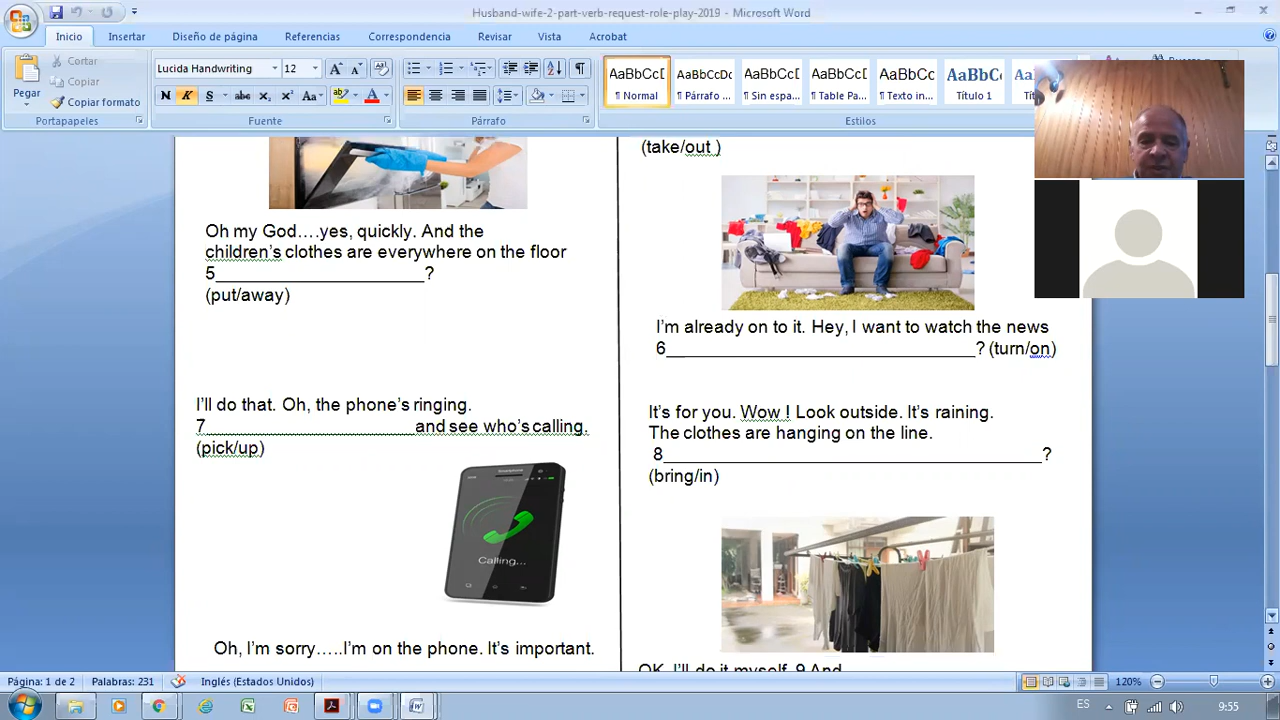 Husband-wife-2-part-verb-request-role-play-2019 - Microsoft Word
Inicio Insertar Diseño de página Referencias Correspondencia Revisar Vista Acrobat
Pegar
Cortar
Copiar
Copiar formato
Portapapeles
Lucida Handwriting 12
Fuente
Párrafo
AaBbCcD AaBbCcD. AaBbCcD AaBbCcD AaBbCc AaBbCc
¶ Normal ¶ Párrafo ... ¶ Sin espa... ¶ Table Pa... ¶ Texto in... Título 1
Estilos
Oh my God….yes, quickly. And the
children's clothes are everywhere on the floor
5______________________?
(put/away)
I'll do that. Oh, the phone's ringing.
7______________________and see who's calling.
(pick/up)
Smartphone
Calling...
Oh, I'm sorry…..I'm on the phone. It's important.
(take/out )
I'm already on to it. Hey, I want to watch the news
6________________________________? (turn/on)
It's for you. Wow ! Look outside. It's raining.
The clothes are hanging on the line.
8________________________________________?
(bring/in)
OK, I'll do it myself. 9 And
Página: 1 de 2 Palabras: 231 Inglés (Estados Unidos) 120%
ES 9:55